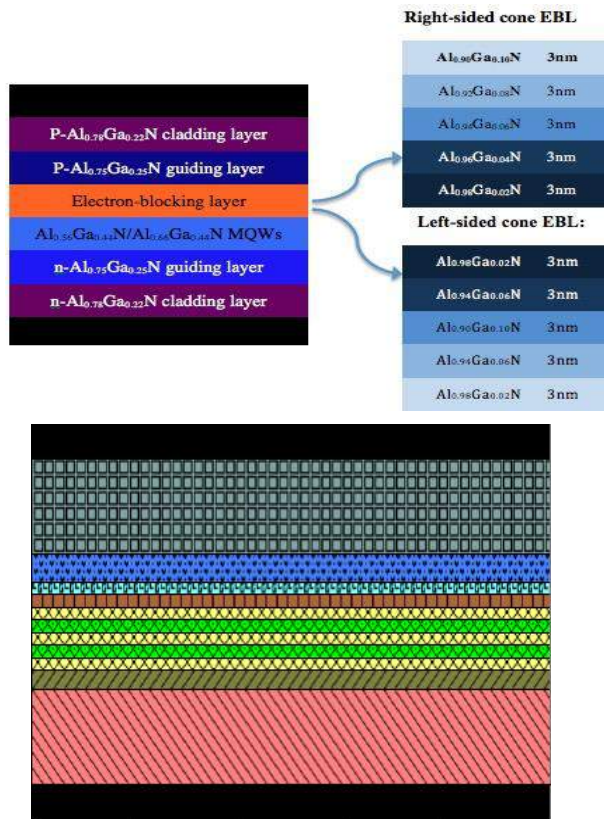 Right-sided cone EBL
Al0.90Ga0.10N 3nm
Al0.92Ga0.08N 3nm
Al0.94Ga0.06N 3nm
Al0.96Ga0.04N 3nm
Al0.98Ga0.02N 3nm
P-Al0.78Ga0.22N cladding layer
P-Al0.75Ga0.25N guiding layer
Electron-blocking layer
Al0.56Ga0.44N/Al0.66Ga0.44N MQWs
n-Al0.75Ga0.25N guiding layer
n-Al0.78Ga0.22N cladding layer
Left-sided cone EBL:
Al0.98Ga0.02N 3nm
Al0.94Ga0.06N 3nm
Al0.90Ga0.10N 3nm
Al0.94Ga0.06N 3nm
Al0.98Ga0.02N 3nm